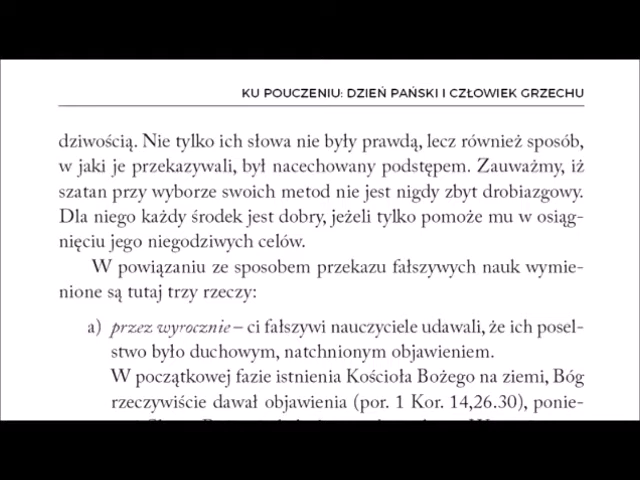 KU POUCZENIU: DZIEŃ PAŃSKI I CZŁOWIEK GRZECHU
dziwością. Nie tylko ich słowa nie były prawdą, lecz również sposób,
w jaki je przekazywali, był nacechowany podstępem. Zauważmy, iż
szatan przy wyborze swoich metod nie jest nigdy zbyt drobiazgowy.
Dla niego każdy środek jest dobry, jeżeli tylko pomoże mu w osiąg-
nięciu jego niegodziwych celów.
W powiązaniu ze sposobem przekazu fałszywych nauk wymie-
nione są tutaj trzy rzeczy:
a) przez wyrocznie – ci fałszywi nauczyciele udawali, że ich posel-
stwo było duchowym, natchnionym objawieniem.
W początkowej fazie istnienia Kościoła Bożego na ziemi, Bóg
rzeczywiście dawał objawienia (por. 1 Kor. 14,26.30), ponie-